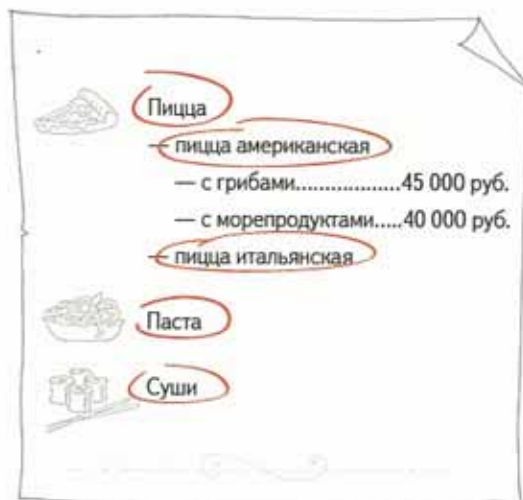 Пицца
— пицца американская
— с грибами..................45 000 руб.
— с морепродуктами.....40 000 руб.
— пицца итальянская
Паста
Суши